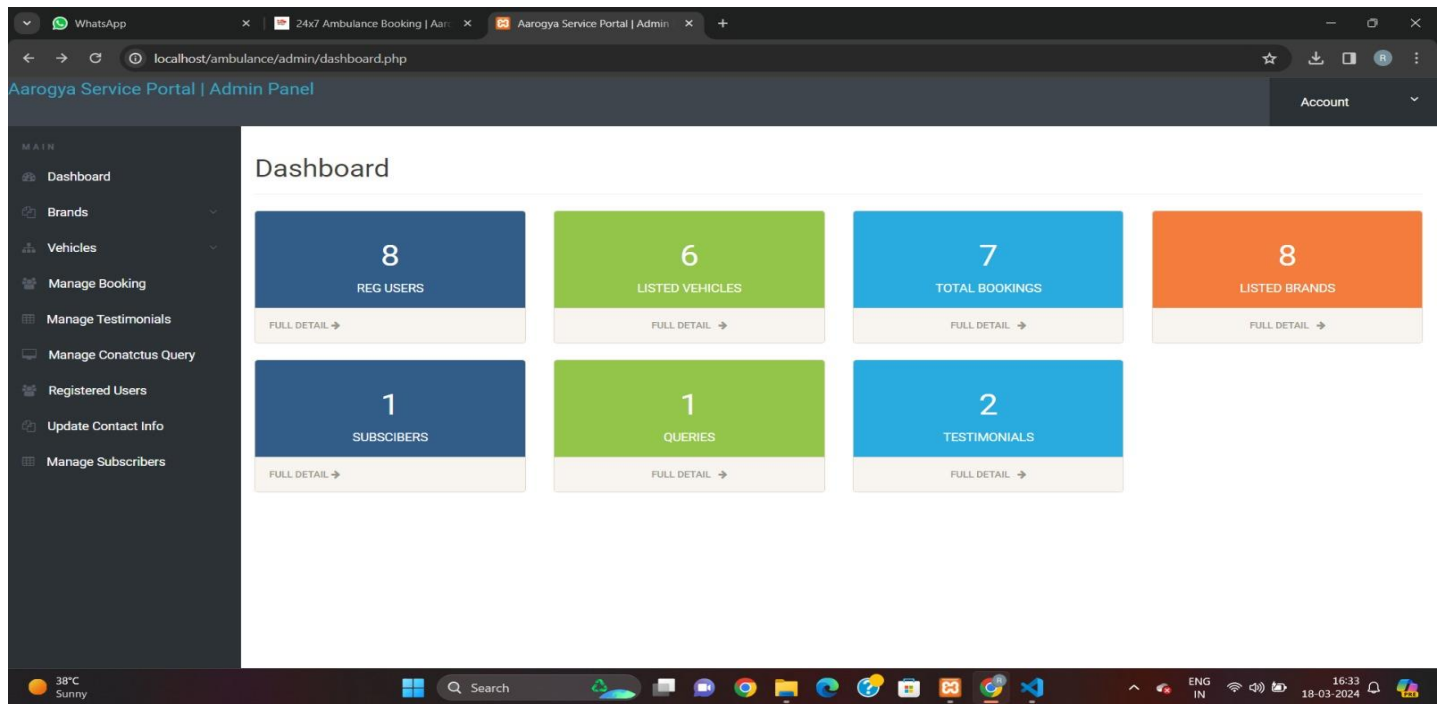 WhatsApp
24x7 Ambulance Booking | Aar
Aarogya Service Portal | Admin
localhost/ambulance/admin/dashboard.php
R
Aarogya Service Portal | Admin Panel
Account
MAIN
Dashboard
Brands
Vehicles
Manage Booking
Manage Testimonials
Manage Conatctus Query
Registered Users
Update Contact Info
Manage Subscribers
Dashboard
8
REG USERS
FULL DETAIL
6
LISTED VEHICLES
FULL DETAIL
7
TOTAL BOOKINGS
FULL DETAIL
8
LISTED BRANDS
FULL DETAIL
1
SUBSCIBERS
FULL DETAIL
1
QUERIES
FULL DETAIL
2
TESTIMONIALS
FULL DETAIL
38°C
Sunny
Search
ENG
IN
16:33
18-03-2024
PRE